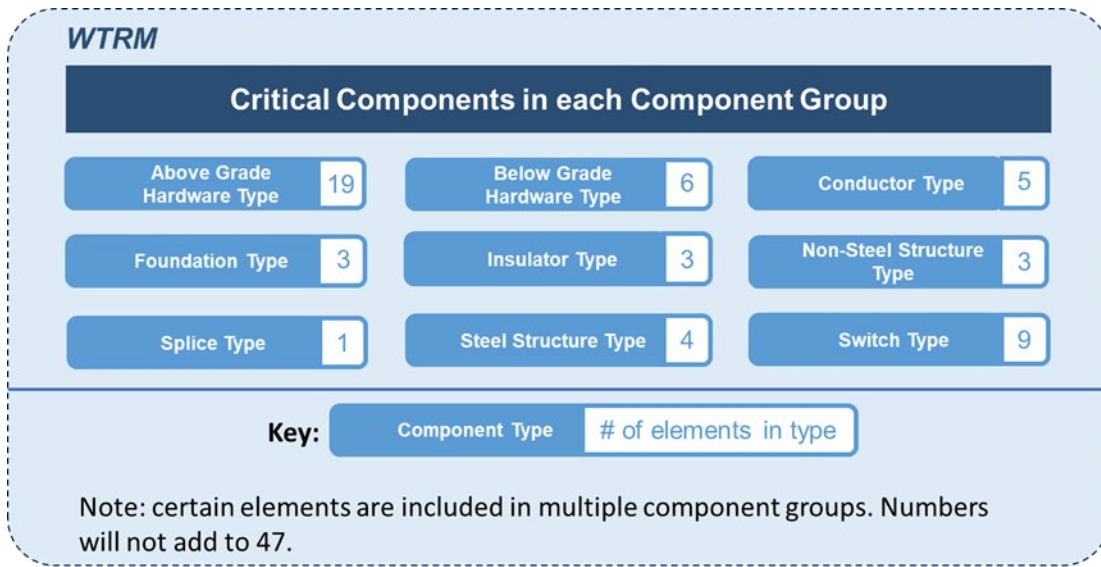 WTRM
Critical Components in each Component Group
Above Grade
Hardware Type
19
Below Grade
Hardware Type
6
Conductor Type
5
Foundation Type
3
Insulator Type
3
Non-Steel Structure
Type
3
Splice Type
1
Steel Structure Type
4
Switch Type
9
Key:
Component Type
# of elements in type
Note: certain elements are included in multiple component groups. Numbers
will not add to 47.